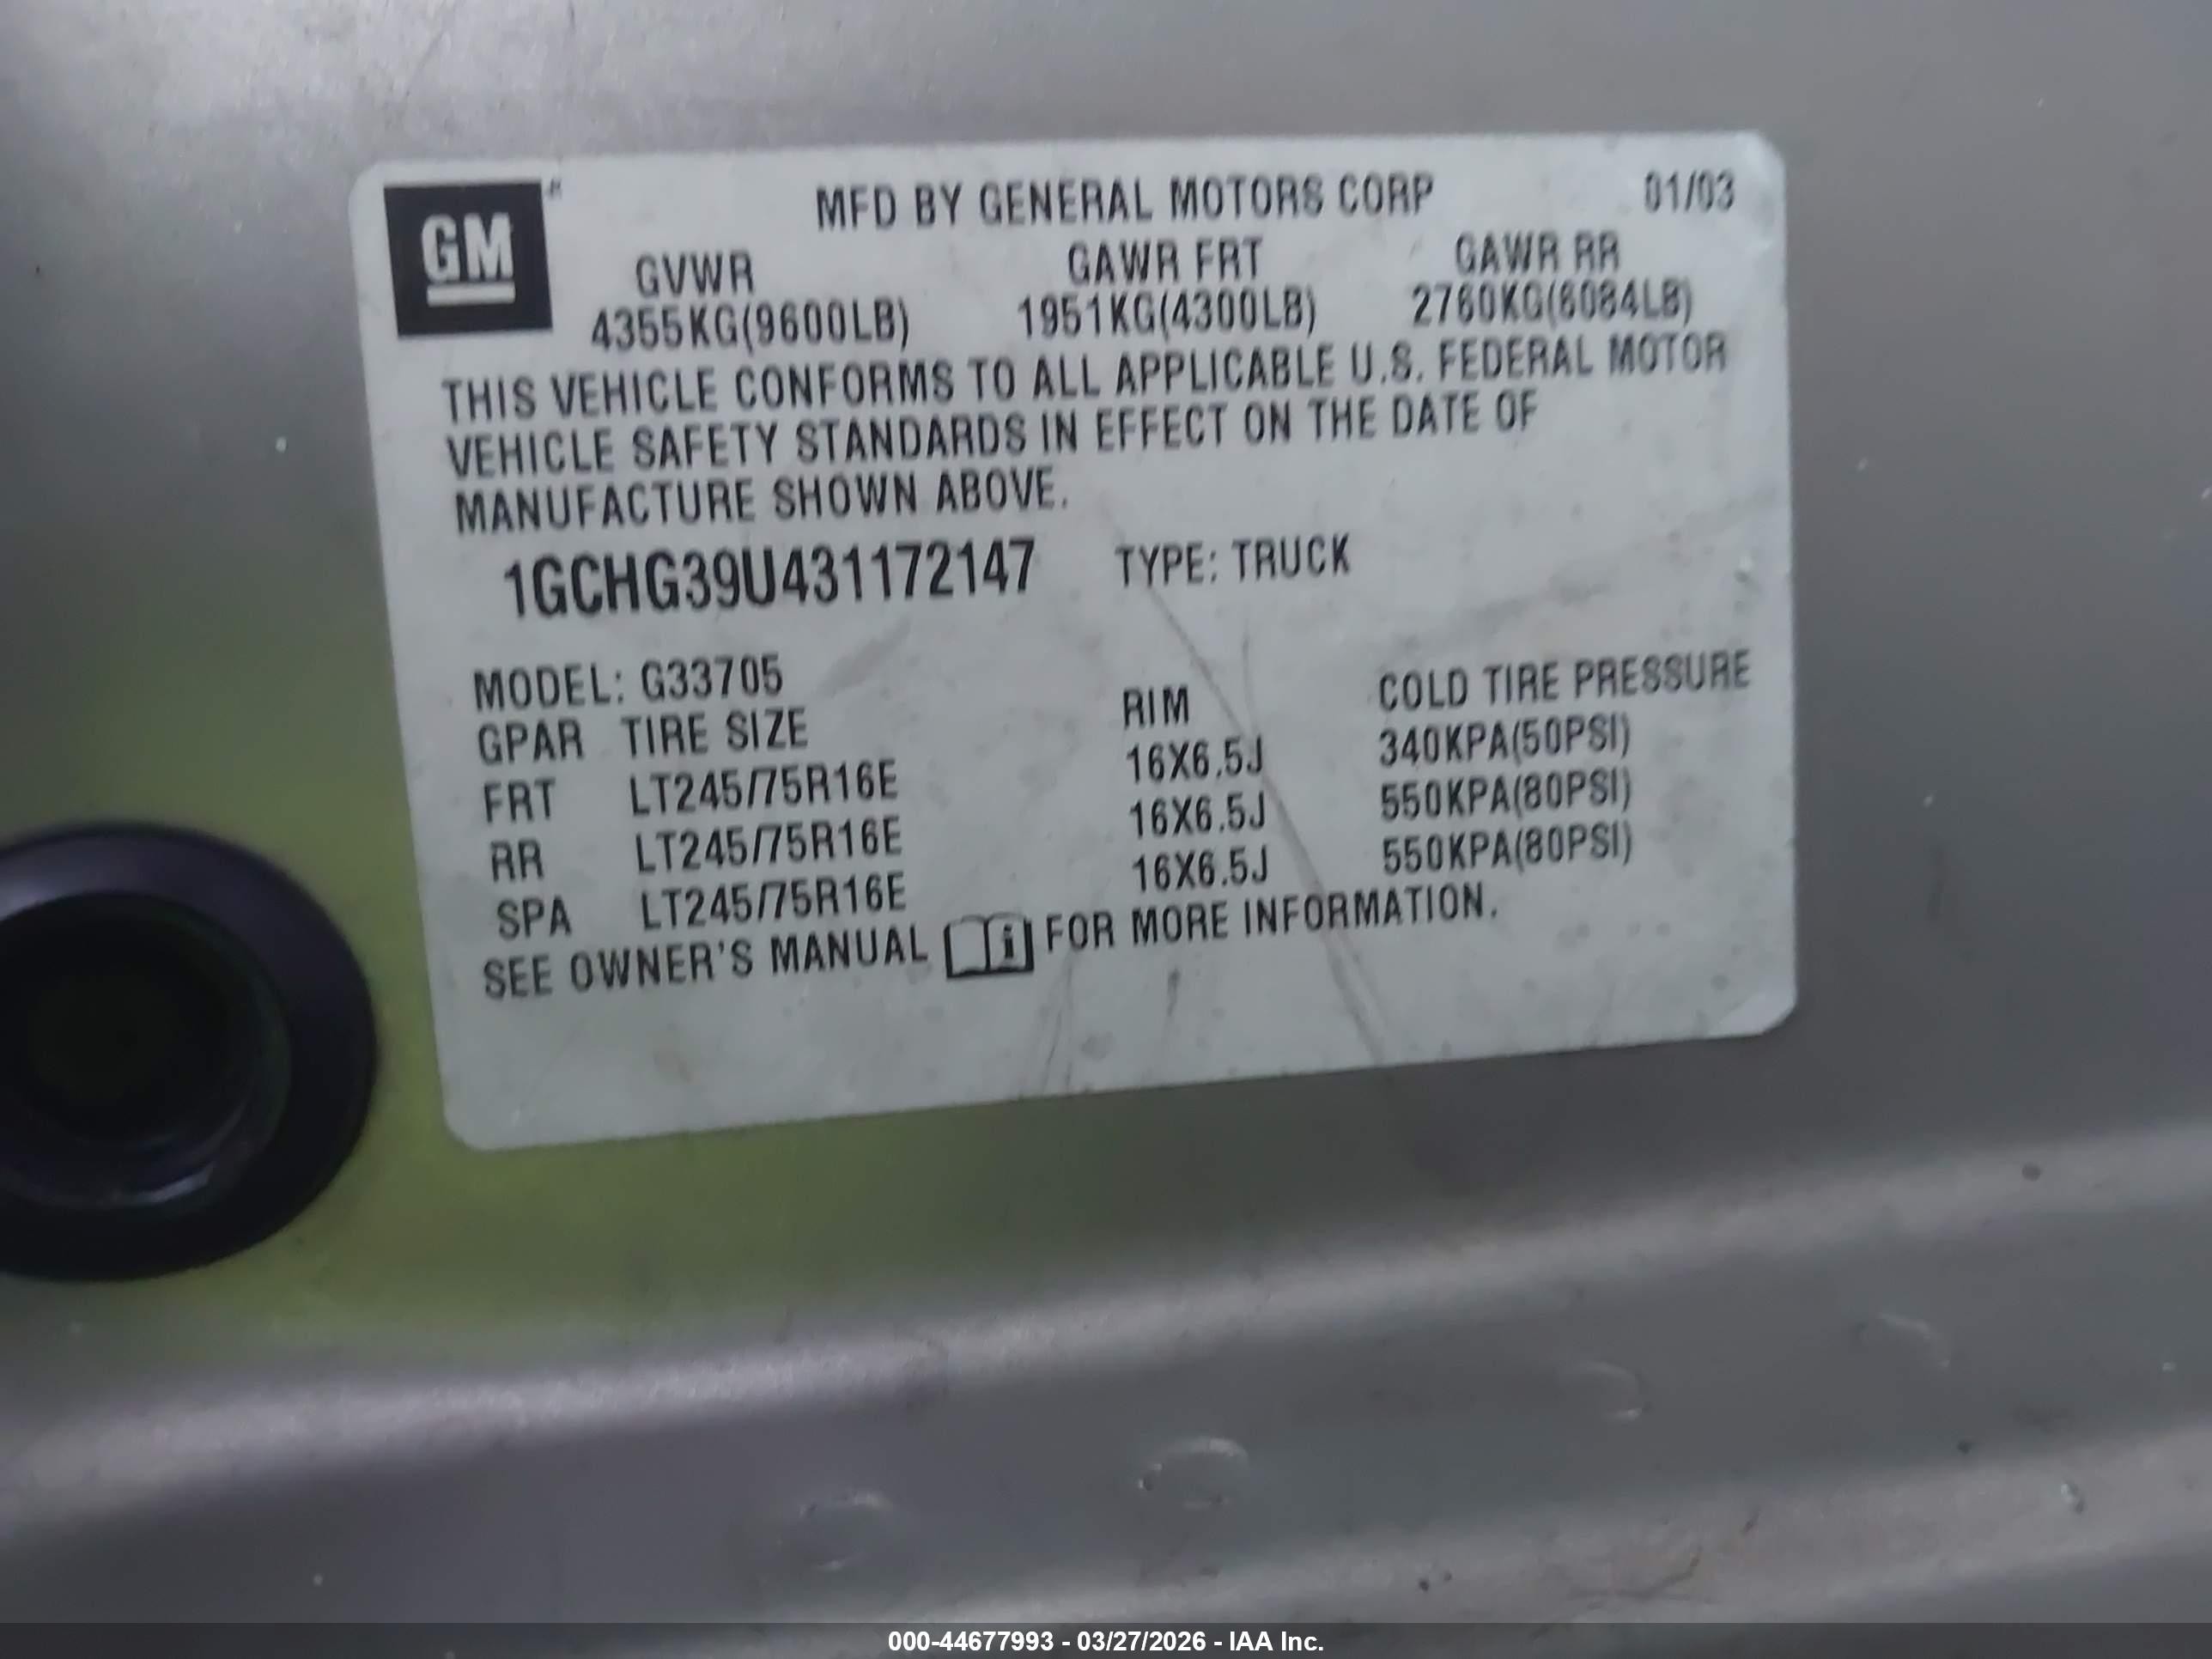 GM
MFD BY GENERAL MOTORS CORP 01/03
GVWR GAWR FRT GAWR RR
4355KG(9600LB) 1951KG(4300LB) 2760KG(6084LB)
THIS VEHICLE CONFORMS TO ALL APPLICABLE U.S. FEDERAL MOTOR
VEHICLE SAFETY STANDARDS IN EFFECT ON THE DATE OF
MANUFACTURE SHOWN ABOVE.
1GCHG39U431172147 TYPE: TRUCK
MODEL: G33705
GPAR TIRE SIZE RIM COLD TIRE PRESSURE
FRT LT245/75R16E 16X6.5J 340KPA(50PSI)
RR LT245/75R16E 16X6.5J 550KPA(80PSI)
SPA LT245/75R16E 16X6.5J 550KPA(80PSI)
SEE OWNER'S MANUAL i FOR MORE INFORMATION.
000-44677993 - 03/27/2026 - IAA Inc.